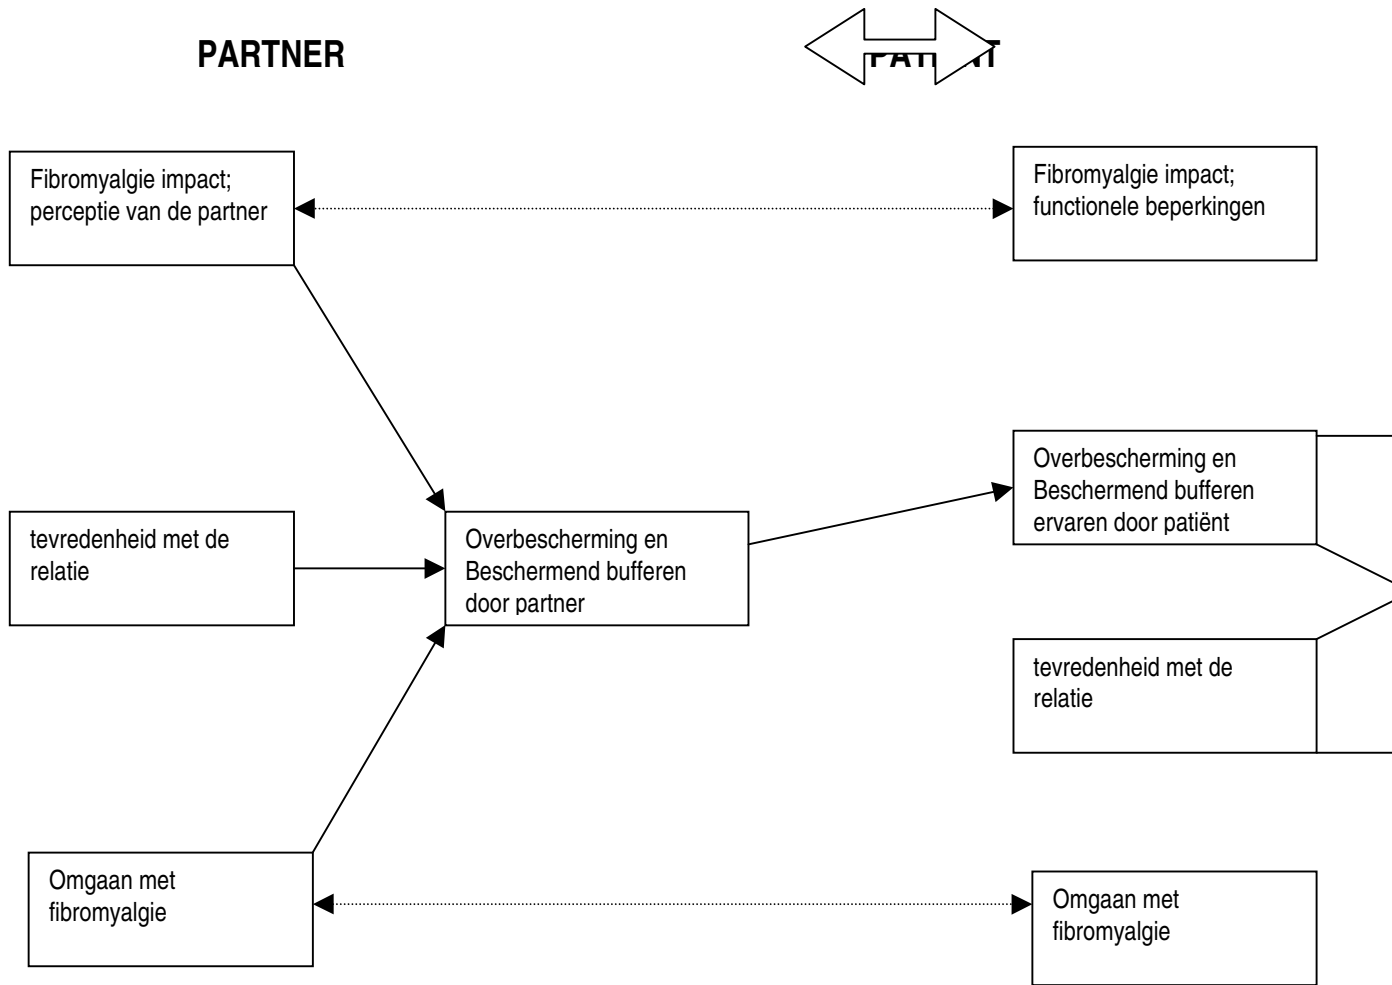 PARTNER
Fibromyalgie impact;
perceptie van de partner
Fibromyalgie impact;
functionele beperkingen
tevredenheid met de
relatie
Overbescherming en
Beschermend bufferen
door partner
Overbescherming en
Beschermend bufferen
ervaren door patiënt
tevredenheid met de
relatie
Omgaan met
fibromyalgie
Omgaan met
fibromyalgie